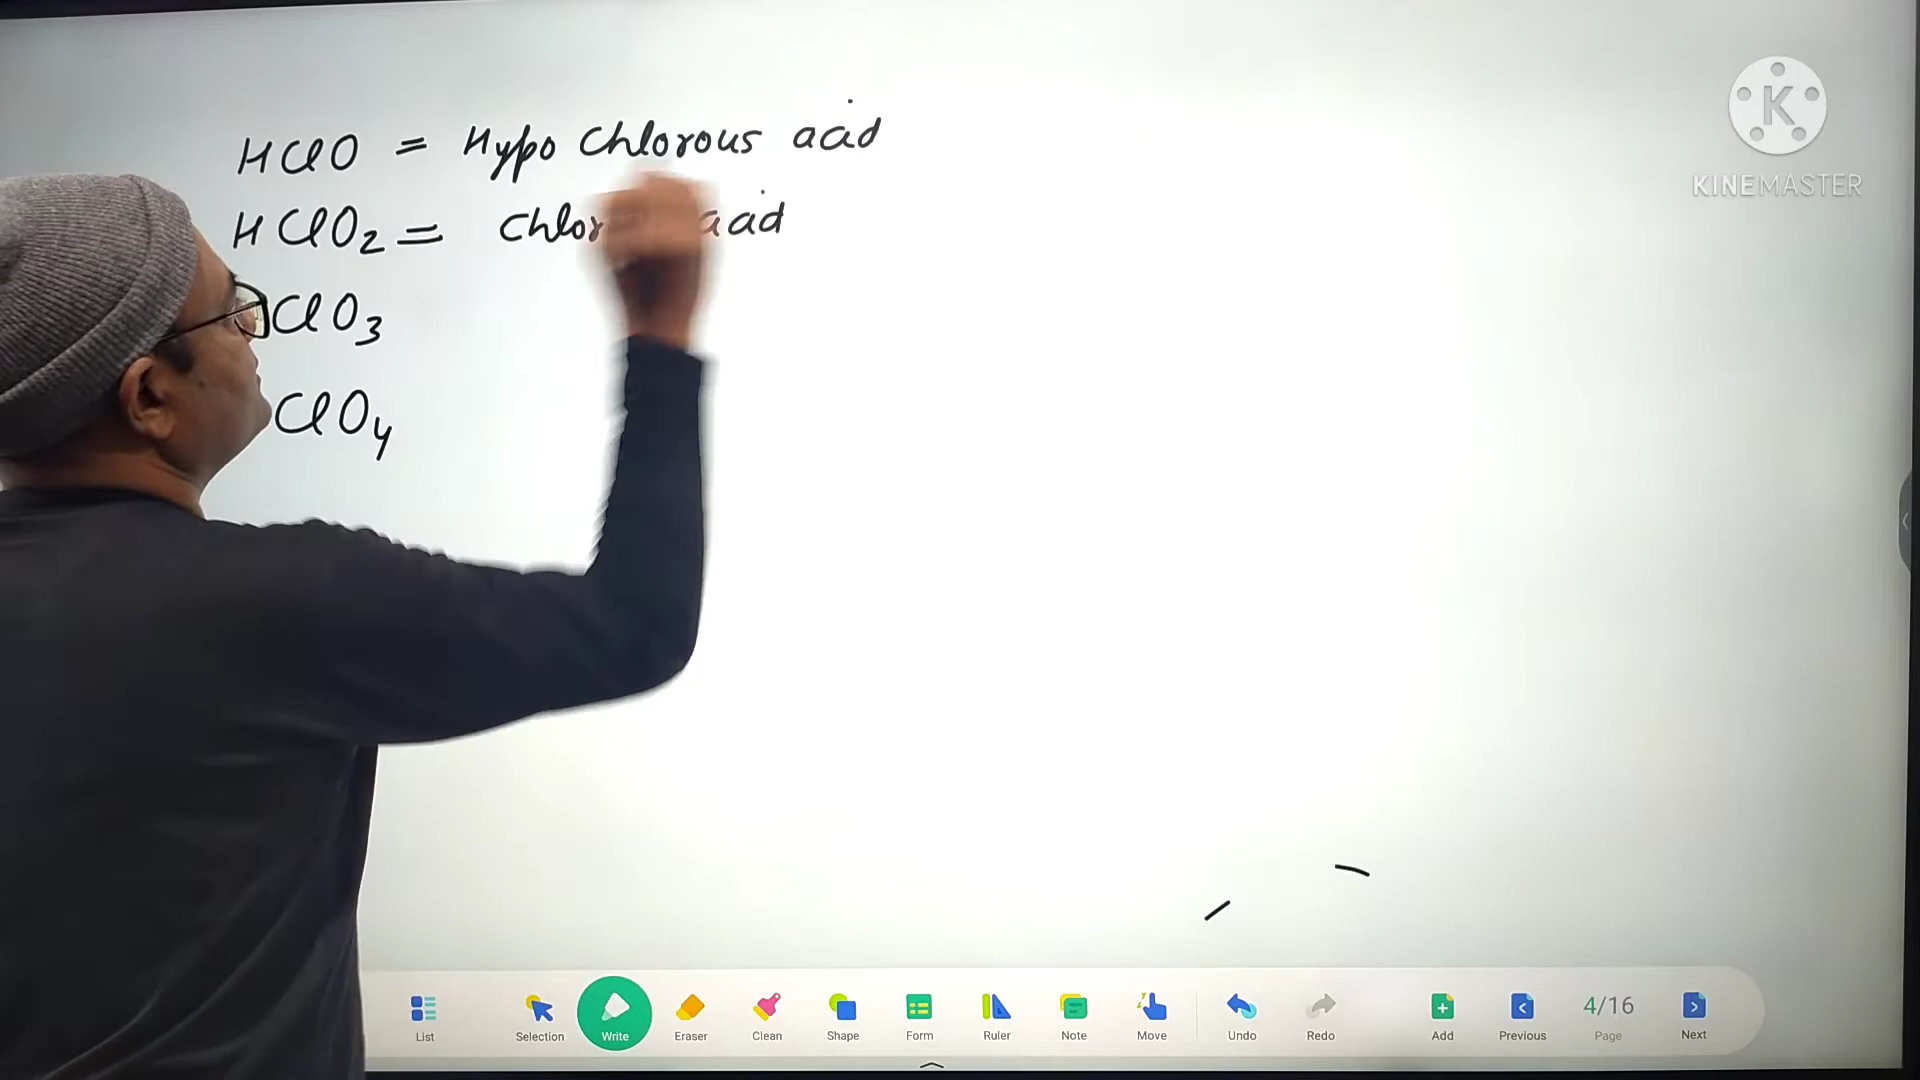 HClO = Hypo Chlorous acid
HClO2 = acid
ClO3
ClO4
K
KINEMASTER
List
Selection
Write
Eraser
Clean
Shape
Form
Ruler
Note
Move
Undo
Redo
Add
Previous
4/16
Page
Next